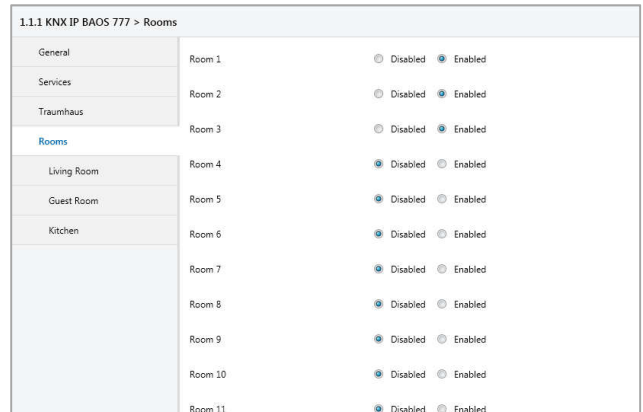 1.1.1 KNX IP BAOS 777 > Rooms
General
Services
Traumhaus
Rooms
Living Room
Guest Room
Kitchen
Room 1 Disabled Enabled
Room 2 Disabled Enabled
Room 3 Disabled Enabled
Room 4 Disabled Enabled
Room 5 Disabled Enabled
Room 6 Disabled Enabled
Room 7 Disabled Enabled
Room 8 Disabled Enabled
Room 9 Disabled Enabled
Room 10 Disabled Enabled
Room 11 Disabled Enabled